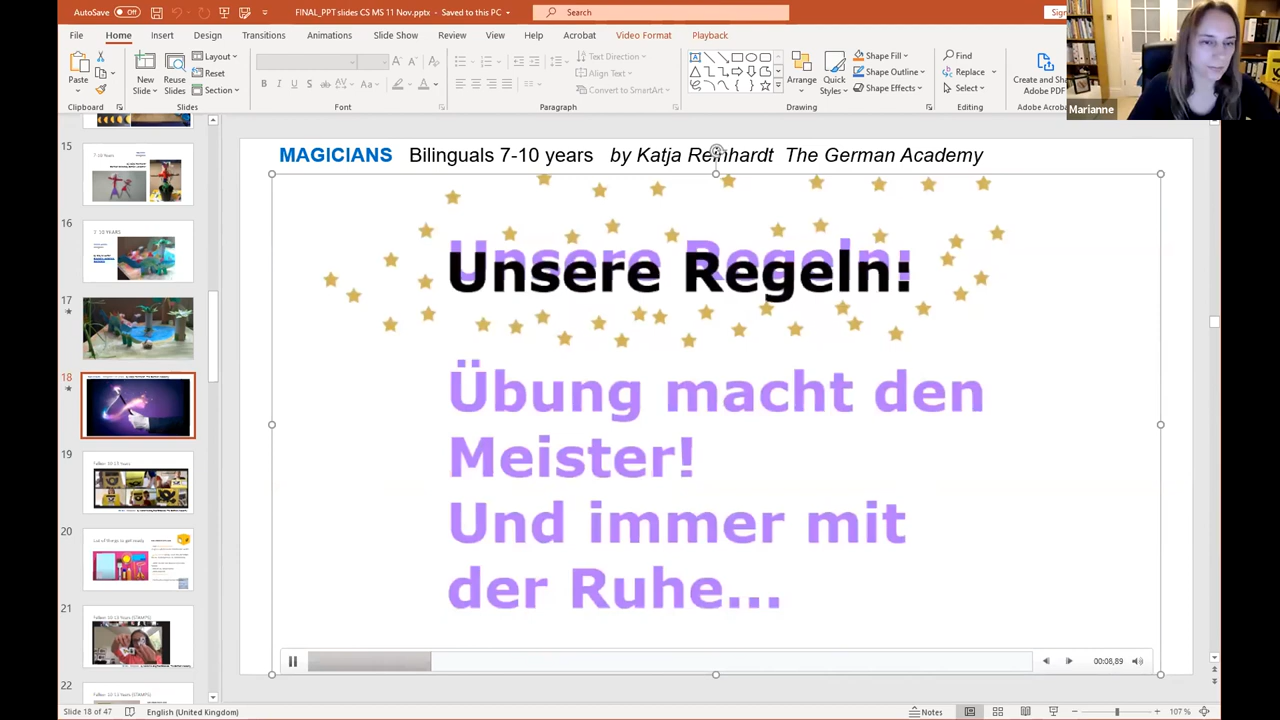 AutoSave Off
FINAL_PPT slides CS MS 11 Nov.pptx - Saved to this PC
Search
File Home Insert Design Transitions Animations Slide Show Review View Help Acrobat Video Format Playback
Paste
New Slide
Reuse Slides
Layout
Reset
Section
Text Direction
Align Text
Convert to SmartArt
Arrange
Quick Styles
Shape Fill
Shape Outline
Shape Effects
Find
Replace
Select
Clipboard Slides Font Paragraph Drawing Editing
Marianne
15
16
17
18
19
20
21
22
MAGICIANS Bilinguals 7-10 years by Katja Reinhardt The German Academy
Unsere Regeln:
Unsere Regeln:
Übung macht den
Meister!
Und immer mit
der Ruhe...
00:08,89
Slide 18 of 47 English (United Kingdom) Notes 107 %